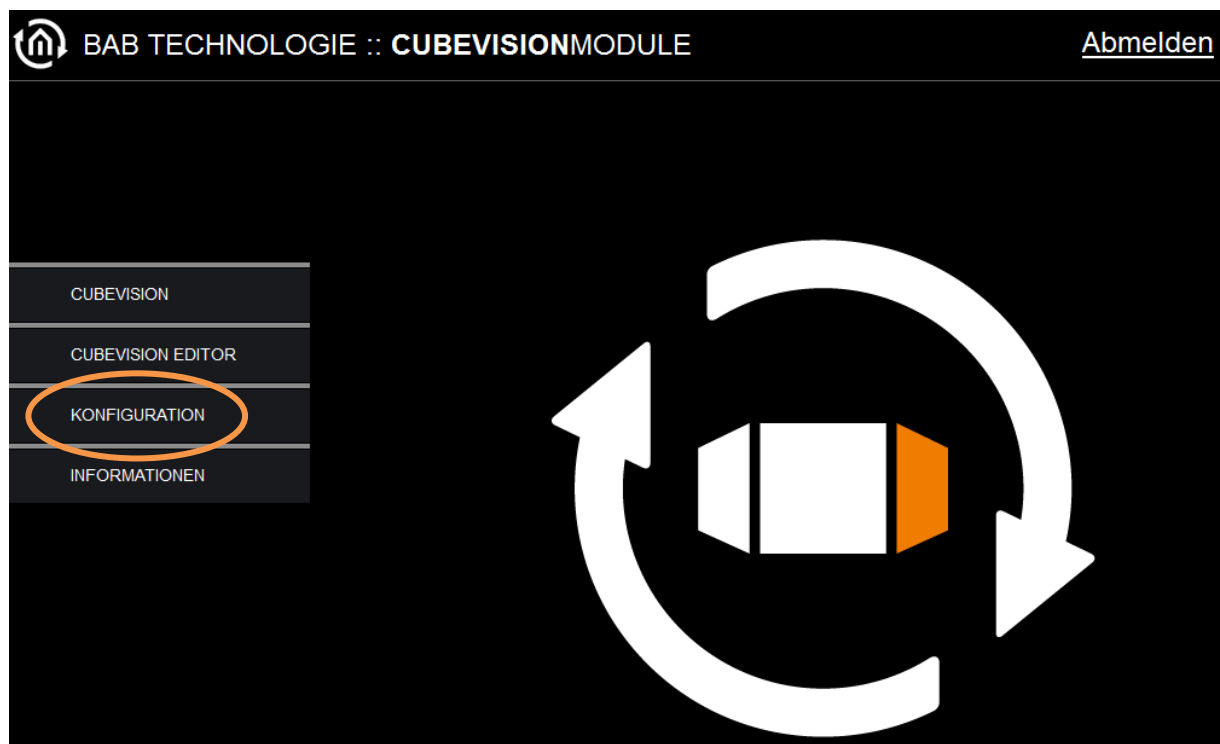 BAB TECHNOLOGIE :: CUBEVISIONMODULE
Abmelden
CUBEVISION
CUBEVISION EDITOR
KONFIGURATION
INFORMATIONEN